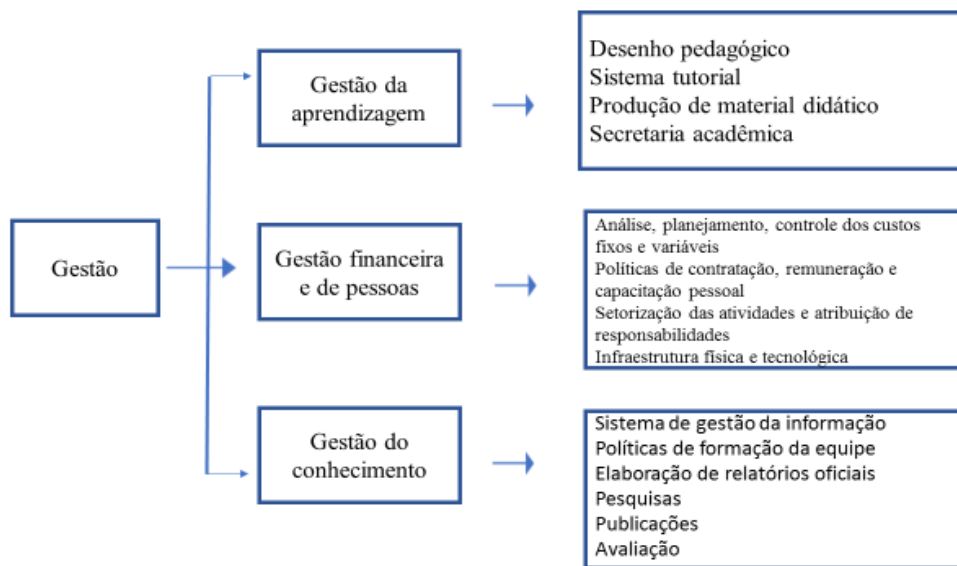 Gestão
Gestão da
aprendizagem
Desenho pedagógico
Sistema tutorial
Produção de material didático
Secretaria acadêmica
Gestão financeira
e de pessoas
Análise, planejamento, controle dos custos
fixos e variáveis
Políticas de contratação, remuneração e
capacitação pessoal
Setorização das atividades e atribuição de
responsabilidades
Infraestrutura física e tecnológica
Gestão do
conhecimento
Sistema de gestão da informação
Políticas de formação da equipe
Elaboração de relatórios oficiais
Pesquisas
Publicações
Avaliação